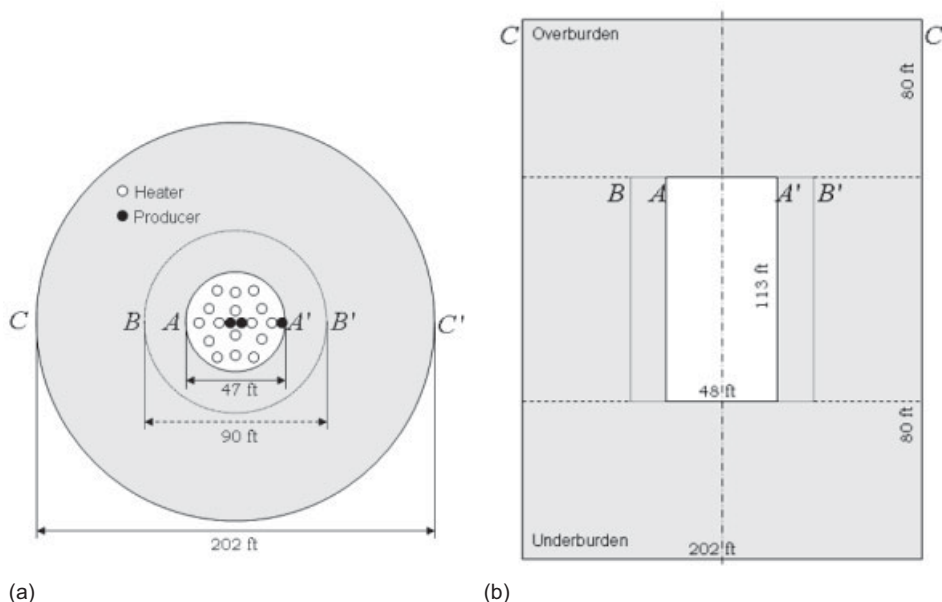 Heater
Producer
C B A A' B' C'
47 ft
90 ft
202 ft
(a)
C Overburden C
80 ft
B A A' B'
113 ft
48 ft
80 ft
Underburden
202 ft
(b)